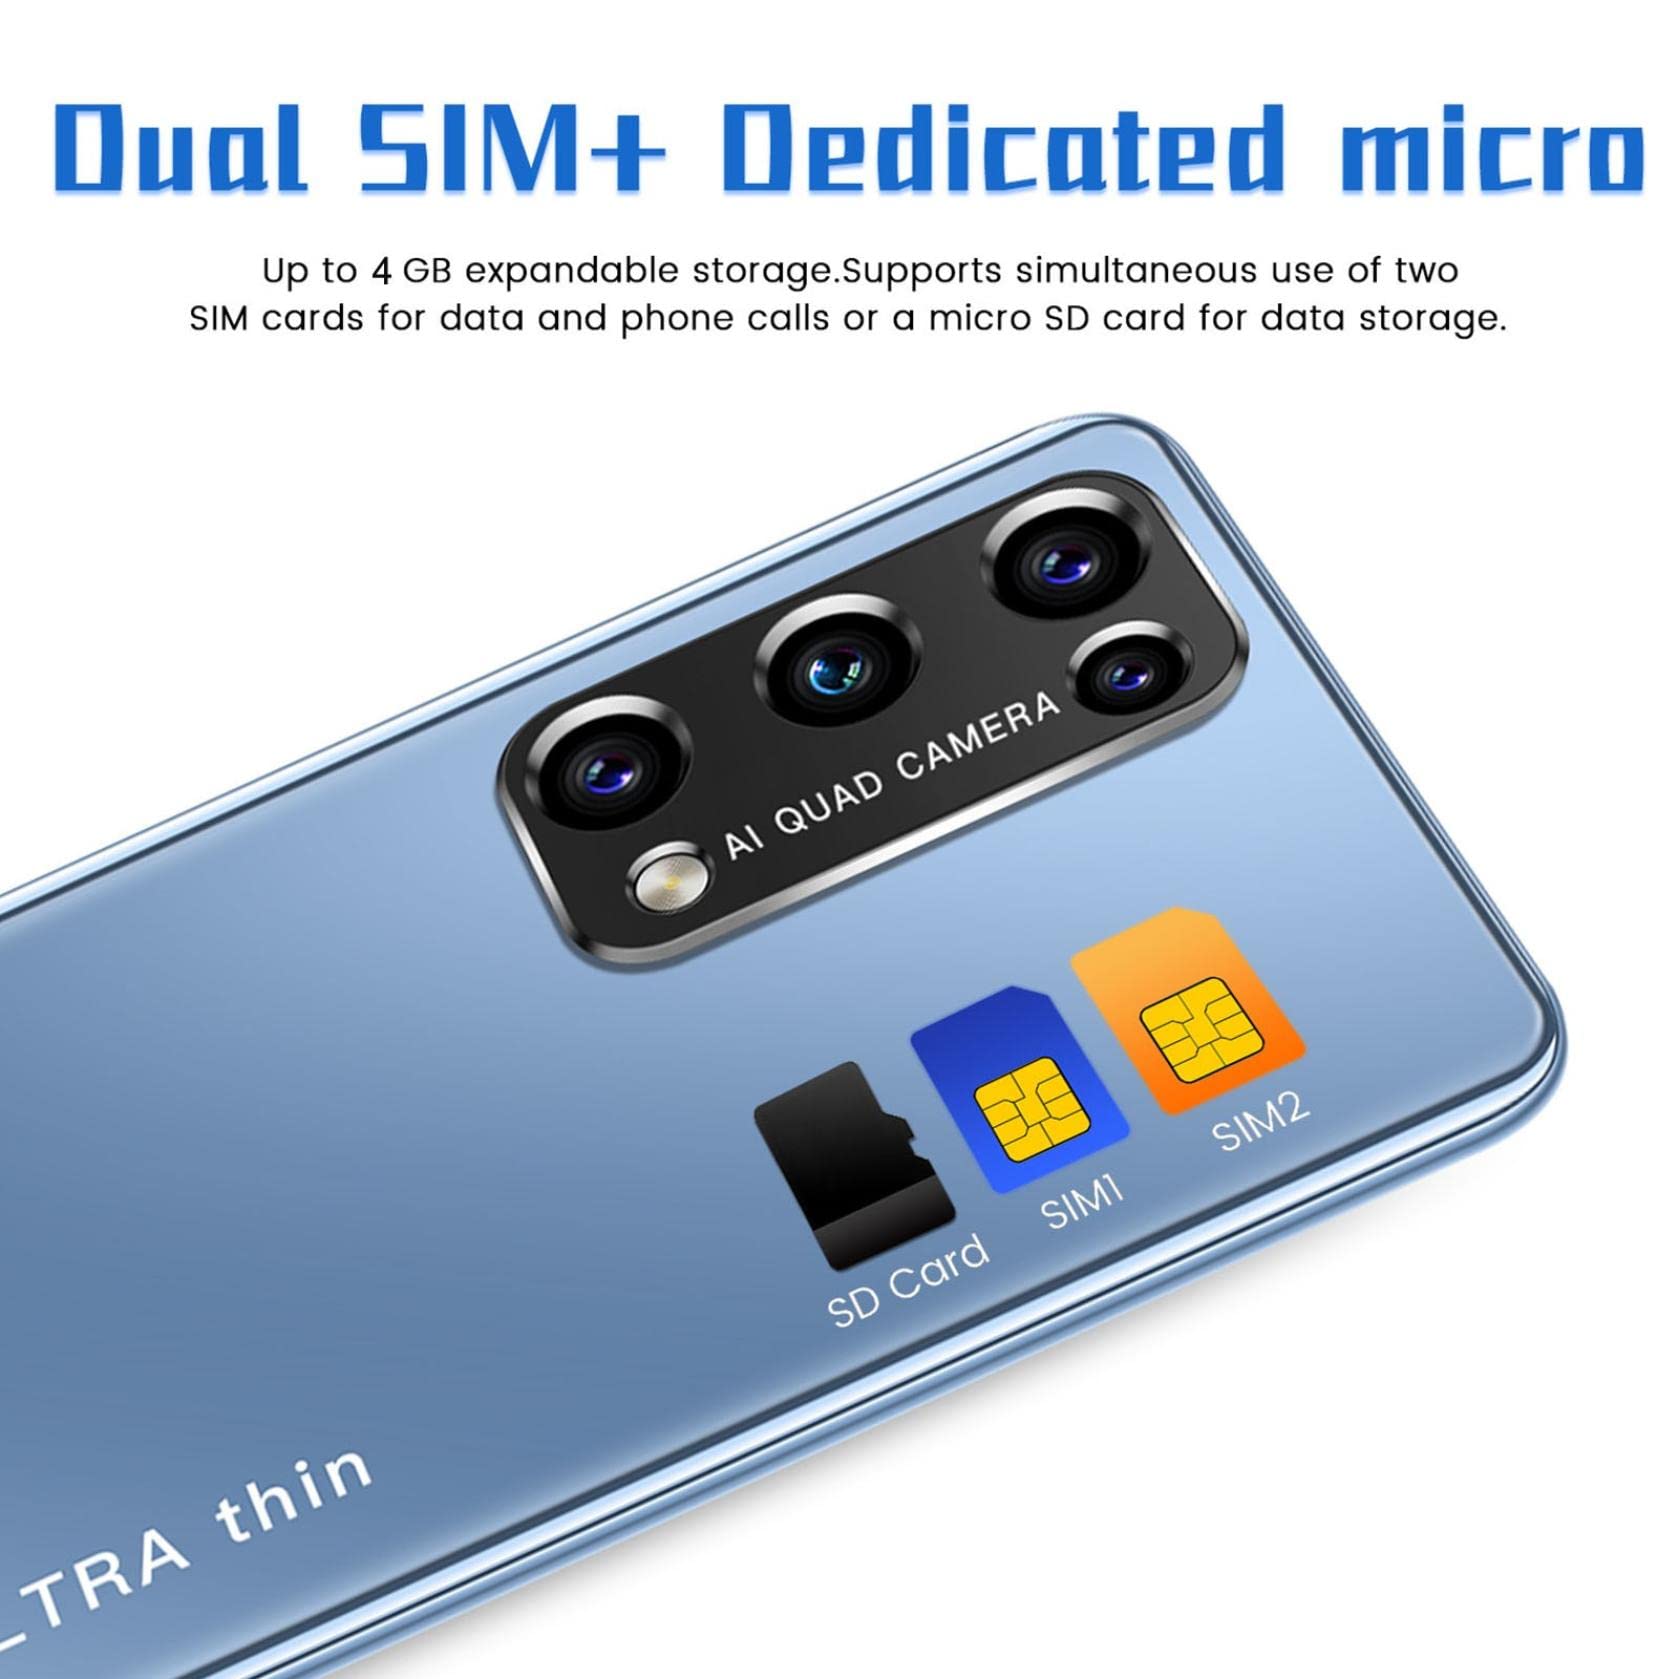 Dual SIM+ Dedicated micro
Up to 4 GB expandable storage.Supports simultaneous use of two
SIM cards for data and phone calls or a micro SD card for data storage.
AI QUAD CAMERA
SIM2
SIM1
SD Card
TRA thin